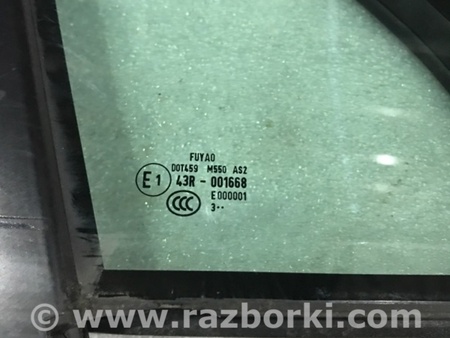 FUYAO
DOT459 M550 AS2
E1 43R - 001668
CCC E000001
3··
www.razborki.com